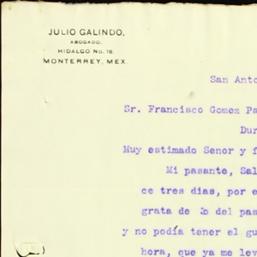 JULIO GALINDO,
ABOGADO.
HIDALGO No. 18.
MONTERREY, MEX.
San Anto
Sr. Francisco Gomez Pa
Dur
Muy estimado Senor y f
Mi pasante, Sal
ce tres dias, por e
grata de 2o del pas
y no podía tener el gu
hora, que ya me lev